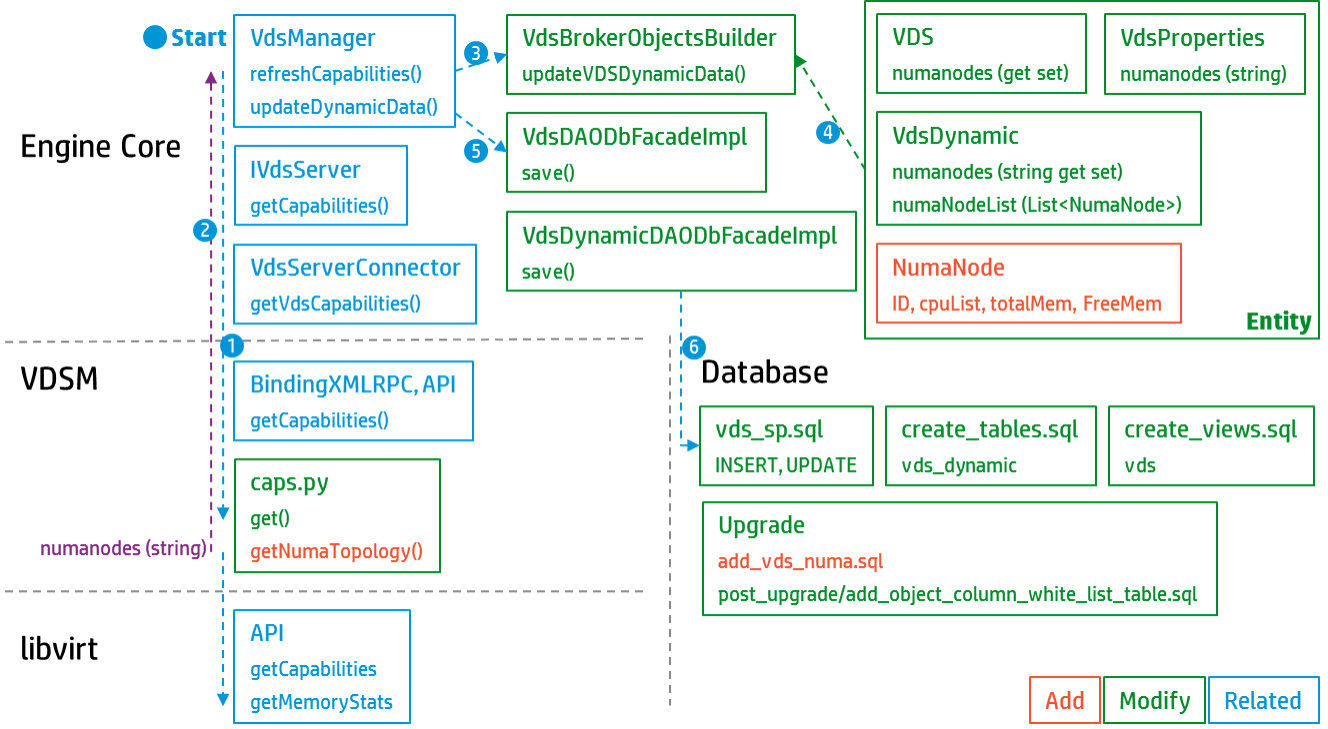 Start
Engine Core
VdsManager
refreshCapabilities()
updateDynamicData()
IVdsServer
getCapabilities()
VdsServerConnector
getVdsCapabilities()
3
5
2
1
VdsBrokerObjectsBuilder
updateVDSDynamicData()
VdsDAODbFacadeImpl
save()
VdsDynamicDAODbFacadeImpl
save()
4
VDS
numanodes (get set)
VdsProperties
numanodes (string)
VdsDynamic
numanodes (string get set)
numaNodeList (List<NumaNode>)
NumaNode
ID, cpuList, totalMem, FreeMem
Entity
VDSM
BindingXMLRPC, API
getCapabilities()
caps.py
get()
getNumaTopology()
numanodes (string)
libvirt
API
getCapabilities
getMemoryStats
6
Database
vds_sp.sql
INSERT, UPDATE
create_tables.sql
vds_dynamic
create_views.sql
vds
Upgrade
add_vds_numa.sql
post_upgrade/add_object_column_white_list_table.sql
Add
Modify
Related